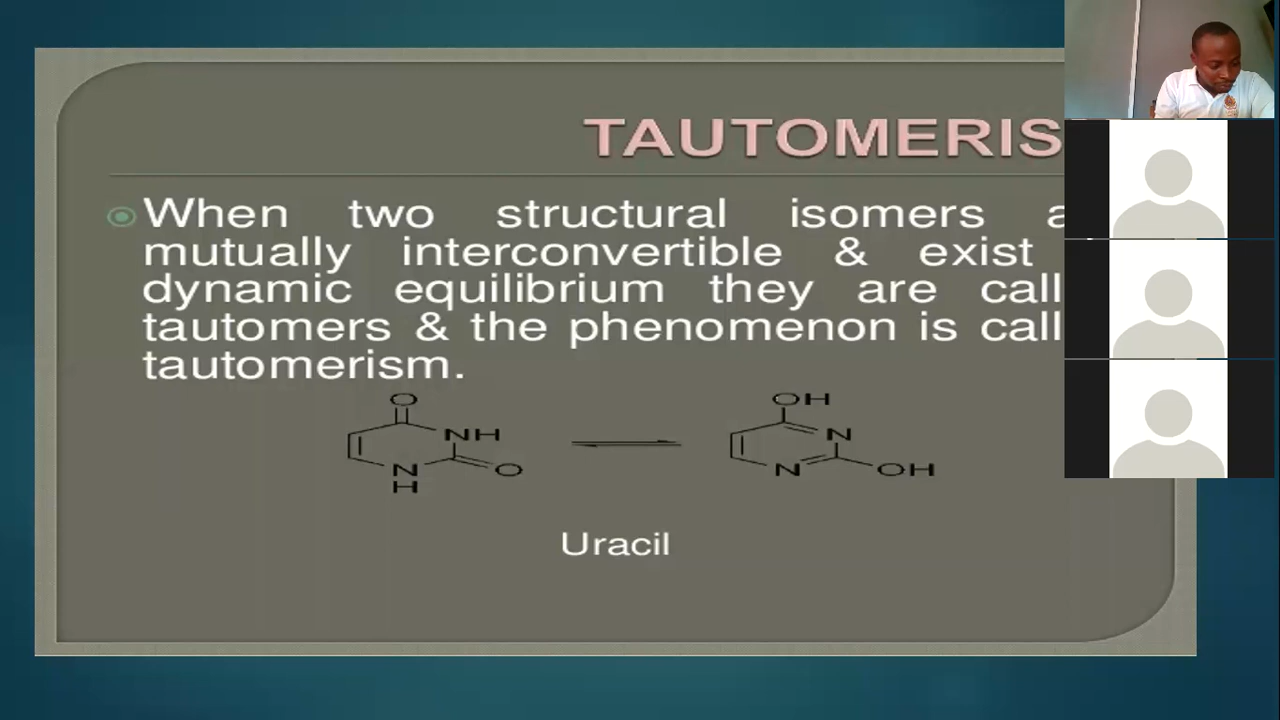 TAUTOMERIS
When two structural isomers a
mutually interconvertible & exist
dynamic equilibrium they are call
tautomers & the phenomenon is call
tautomerism.
O OH
NH N
N O N OH
H
Uracil